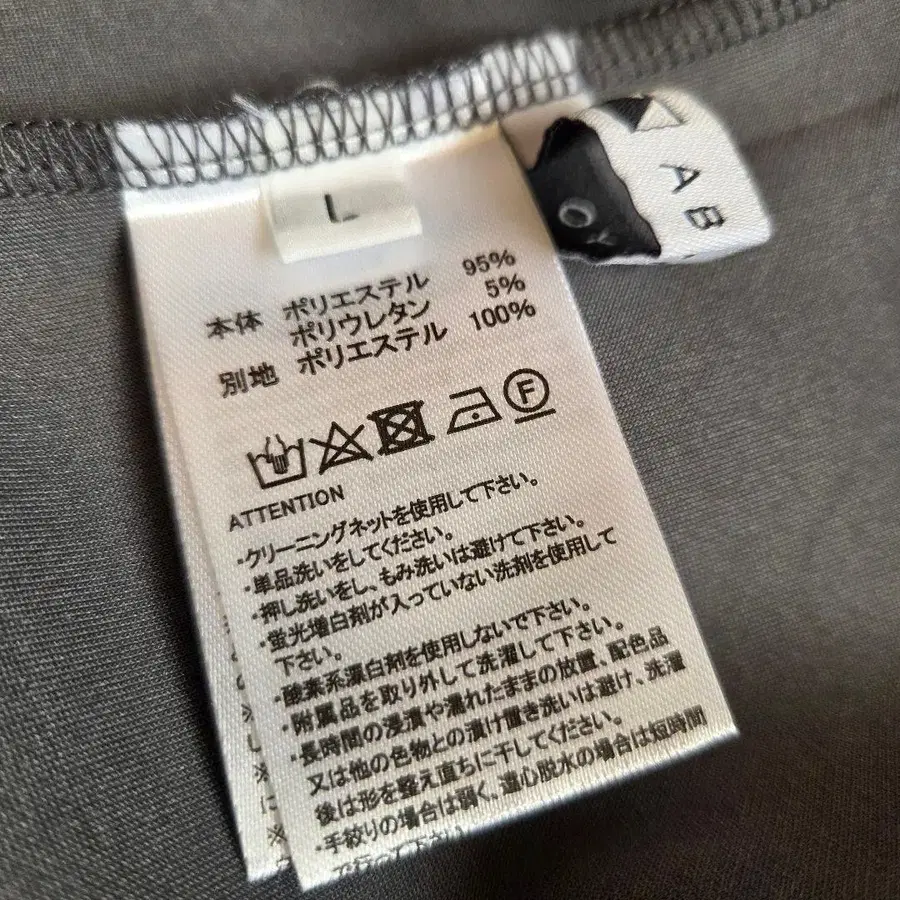 L
A B
O Y
本体 ポリエステル 95%
ポリウレタン 5%
別地 ポリエステル 100%
F
ATTENTION
・クリーニングネットを使用して下さい。
・単品洗いをしてください。
・押し洗いをし、もみ洗いは避けて下さい。
・蛍光増白剤が入っていない洗剤を使用して
下さい。
・酸素系漂白剤を使用しないで下さい。
・附属品を取り外して洗濯して下さい。
・長時間の浸漬や濡れたままの放置、配色品
又は他の色物との漬け置き洗いは避け、洗濯
後は形を整え直ちに干してください。
・手絞りの場合は弱く、遠心脱水の場合は短時間
で行って下さい。